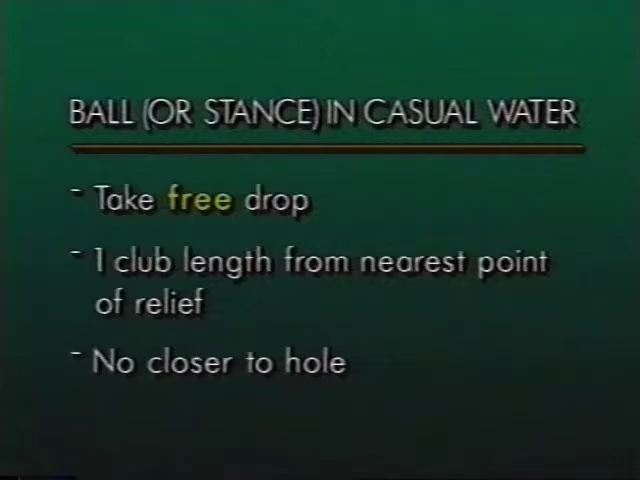 BALL (OR STANCE) IN CASUAL WATER
- Take free drop
- 1 club length from nearest point
of relief
- No closer to hole